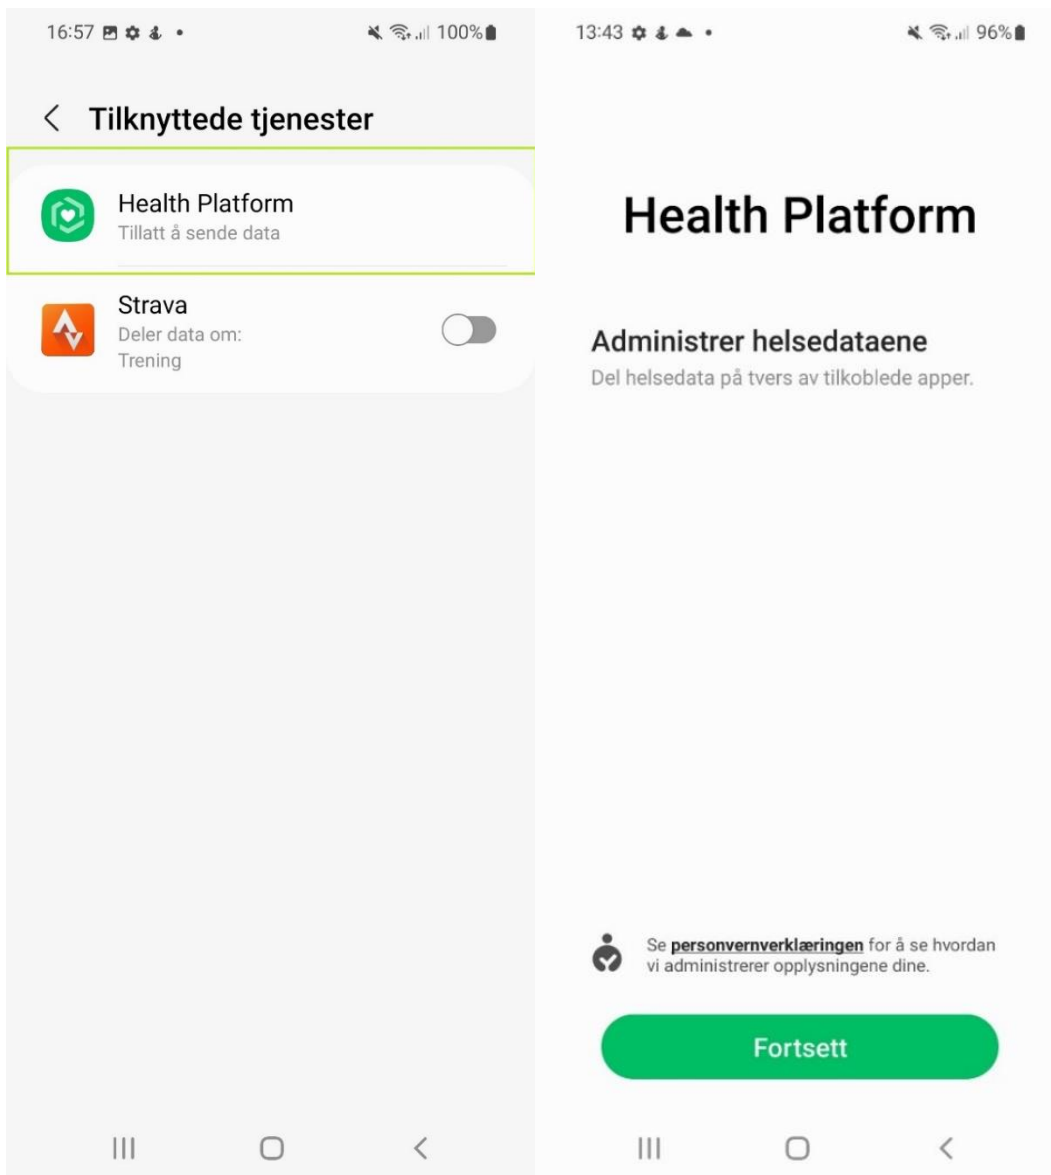 16:57
100%
Tilknyttede tjenester
Health Platform
Tillatt å sende data
Strava
Deler data om:
Trening
13:43
96%
Health Platform
Administrer helsedataene
Del helsedata på tvers av tilkoblede apper.
Se personvernverklæringen for å se hvordan
vi administrerer opplysningene dine.
Fortsett